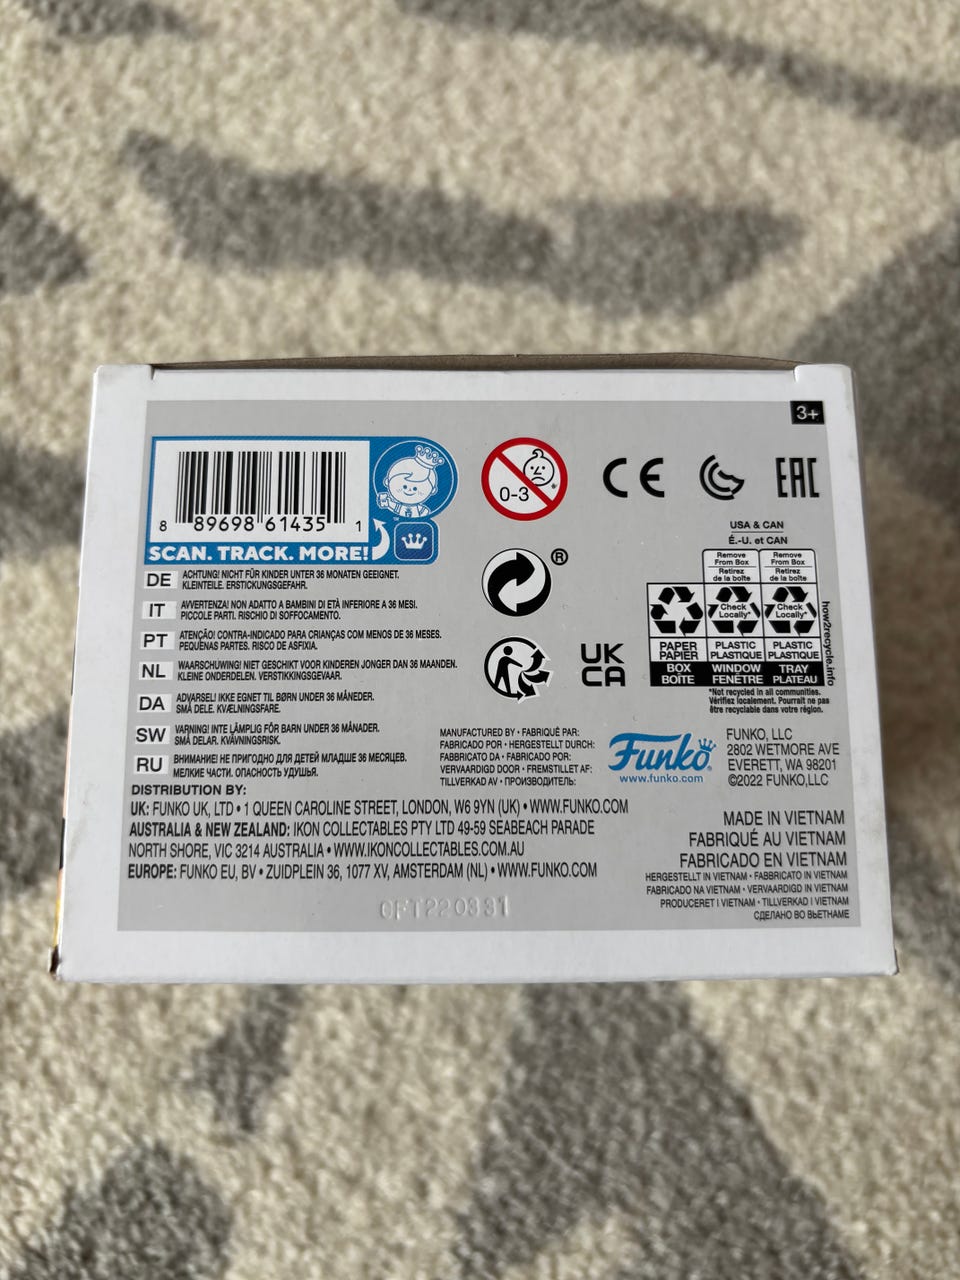 3+
8 89698 61435 1
SCAN. TRACK. MORE!
0-3
CE
EAC
®
UK
CA
USA & CAN
É.-U. et CAN
Remove From Box Retirez de la boîte
Remove From Box Retirez de la boîte
Check Locally*
Check Locally*
PAPER PAPIER
PLASTIC PLASTIQUE
PLASTIC PLASTIQUE
BOX BOÎTE
WINDOW FENÊTRE
TRAY PLATEAU
how2recycle.info
*Not recycled in all communities.
Vérifiez localement. Pourrait ne pas
être recyclable dans votre région.
DE ACHTUNG! NICHT FÜR KINDER UNTER 36 MONATEN GEEIGNET.
KLEINTEILE. ERSTICKUNGSGEFAHR.
IT AVVERTENZA! NON ADATTO A BAMBINI DI ETÀ INFERIORE A 36 MESI.
PICCOLE PARTI. RISCHIO DI SOFFOCAMENTO.
PT ATENÇÃO! CONTRA-INDICADO PARA CRIANÇAS COM MENOS DE 36 MESES.
PEQUENAS PARTES. RISCO DE ASFIXIA.
NL WAARSCHUWING! NIET GESCHIKT VOOR KINDEREN JONGER DAN 36 MAANDEN.
KLEINE ONDERDELEN. VERSTIKKINGSGEVAAR.
DA ADVARSEL! IKKE EGNET TIL BØRN UNDER 36 MÅNEDER.
SMÅ DELE. KVÆLNINGSFARE.
SW VARNING! INTE LÄMPLIG FÖR BARN UNDER 36 MÅNADER.
SMÅ DELAR. KVÄVNINGSRISK.
RU ВНИМАНИЕ! НЕ ПРИГОДНО ДЛЯ ДЕТЕЙ МЛАДШЕ 36 МЕСЯЦЕВ.
МЕЛКИЕ ЧАСТИ. ОПАСНОСТЬ УДУШЬЯ.
MANUFACTURED BY • FABRIQUÉ PAR:
FABRICADO POR • HERGESTELLT DURCH:
FABBRICATO DA • FABRICADO POR:
VERVAARDIGD DOOR • FREMSTILLET AF:
TILLVERKAD AV • ПРОИЗВОДИТЕЛЬ:
Funko
www.funko.com
FUNKO, LLC
2802 WETMORE AVE
EVERETT, WA 98201
©2022 FUNKO,LLC
DISTRIBUTION BY:
UK: FUNKO UK, LTD • 1 QUEEN CAROLINE STREET, LONDON, W6 9YN (UK) • WWW.FUNKO.COM
AUSTRALIA & NEW ZEALAND: IKON COLLECTABLES PTY LTD 49-59 SEABEACH PARADE
NORTH SHORE, VIC 3214 AUSTRALIA • WWW.IKONCOLLECTABLES.COM.AU
EUROPE: FUNKO EU, BV • ZUIDPLEIN 36, 1077 XV, AMSTERDAM (NL) • WWW.FUNKO.COM
MADE IN VIETNAM
FABRIQUÉ AU VIETNAM
FABRICADO EN VIETNAM
HERGESTELLT IN VIETNAM • FABBRICATO IN VIETNAM
FABRICADO NA VIETNAM • VERVAARDIGD IN VIETNAM
PRODUCERET I VIETNAM • TILLVERKAD I VIETNAM
СДЕЛАНО ВО ВЬЕТНАМЕ